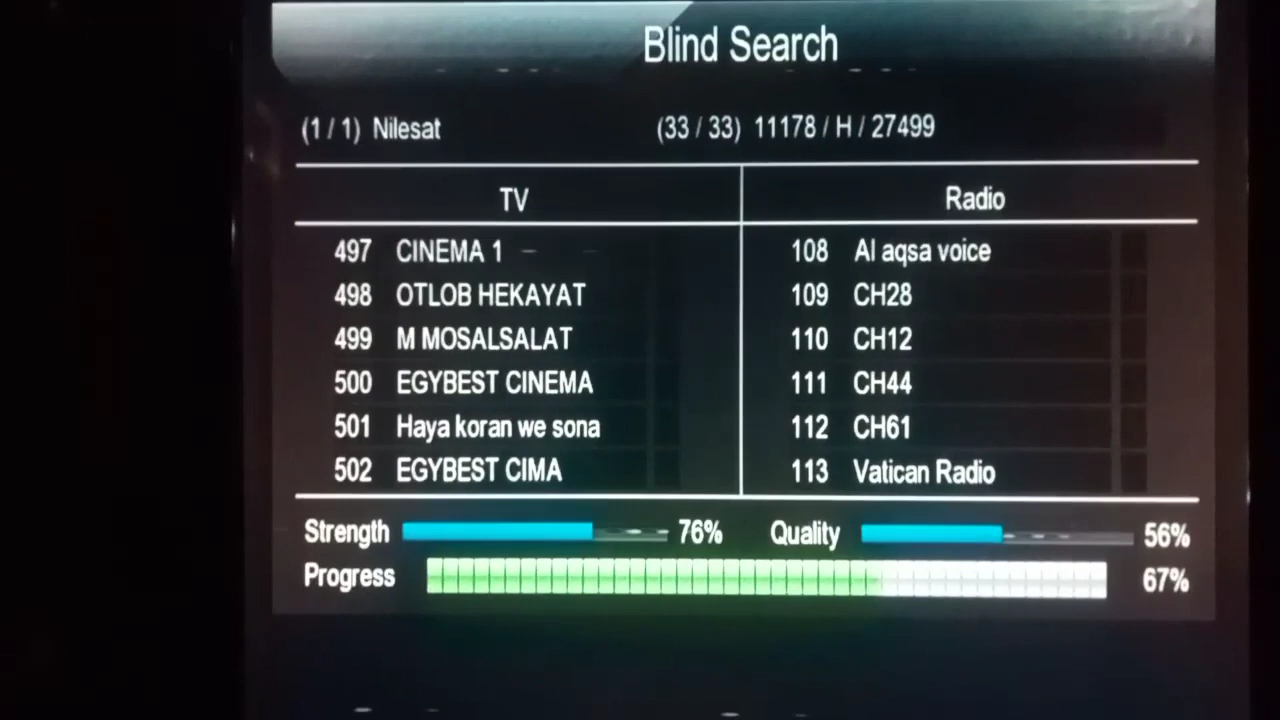 Blind Search
(1 / 1) Nilesat (33 / 33) 11178 / H / 27499
TV Radio
497 CINEMA 1 108 Al aqsa voice
498 OTLOB HEKAYAT 109 CH28
499 M MOSALSALAT 110 CH12
500 EGYBEST CINEMA 111 CH44
501 Haya koran we sona 112 CH61
502 EGYBEST CIMA 113 Vatican Radio
Strength 76% Quality 56%
Progress 67%